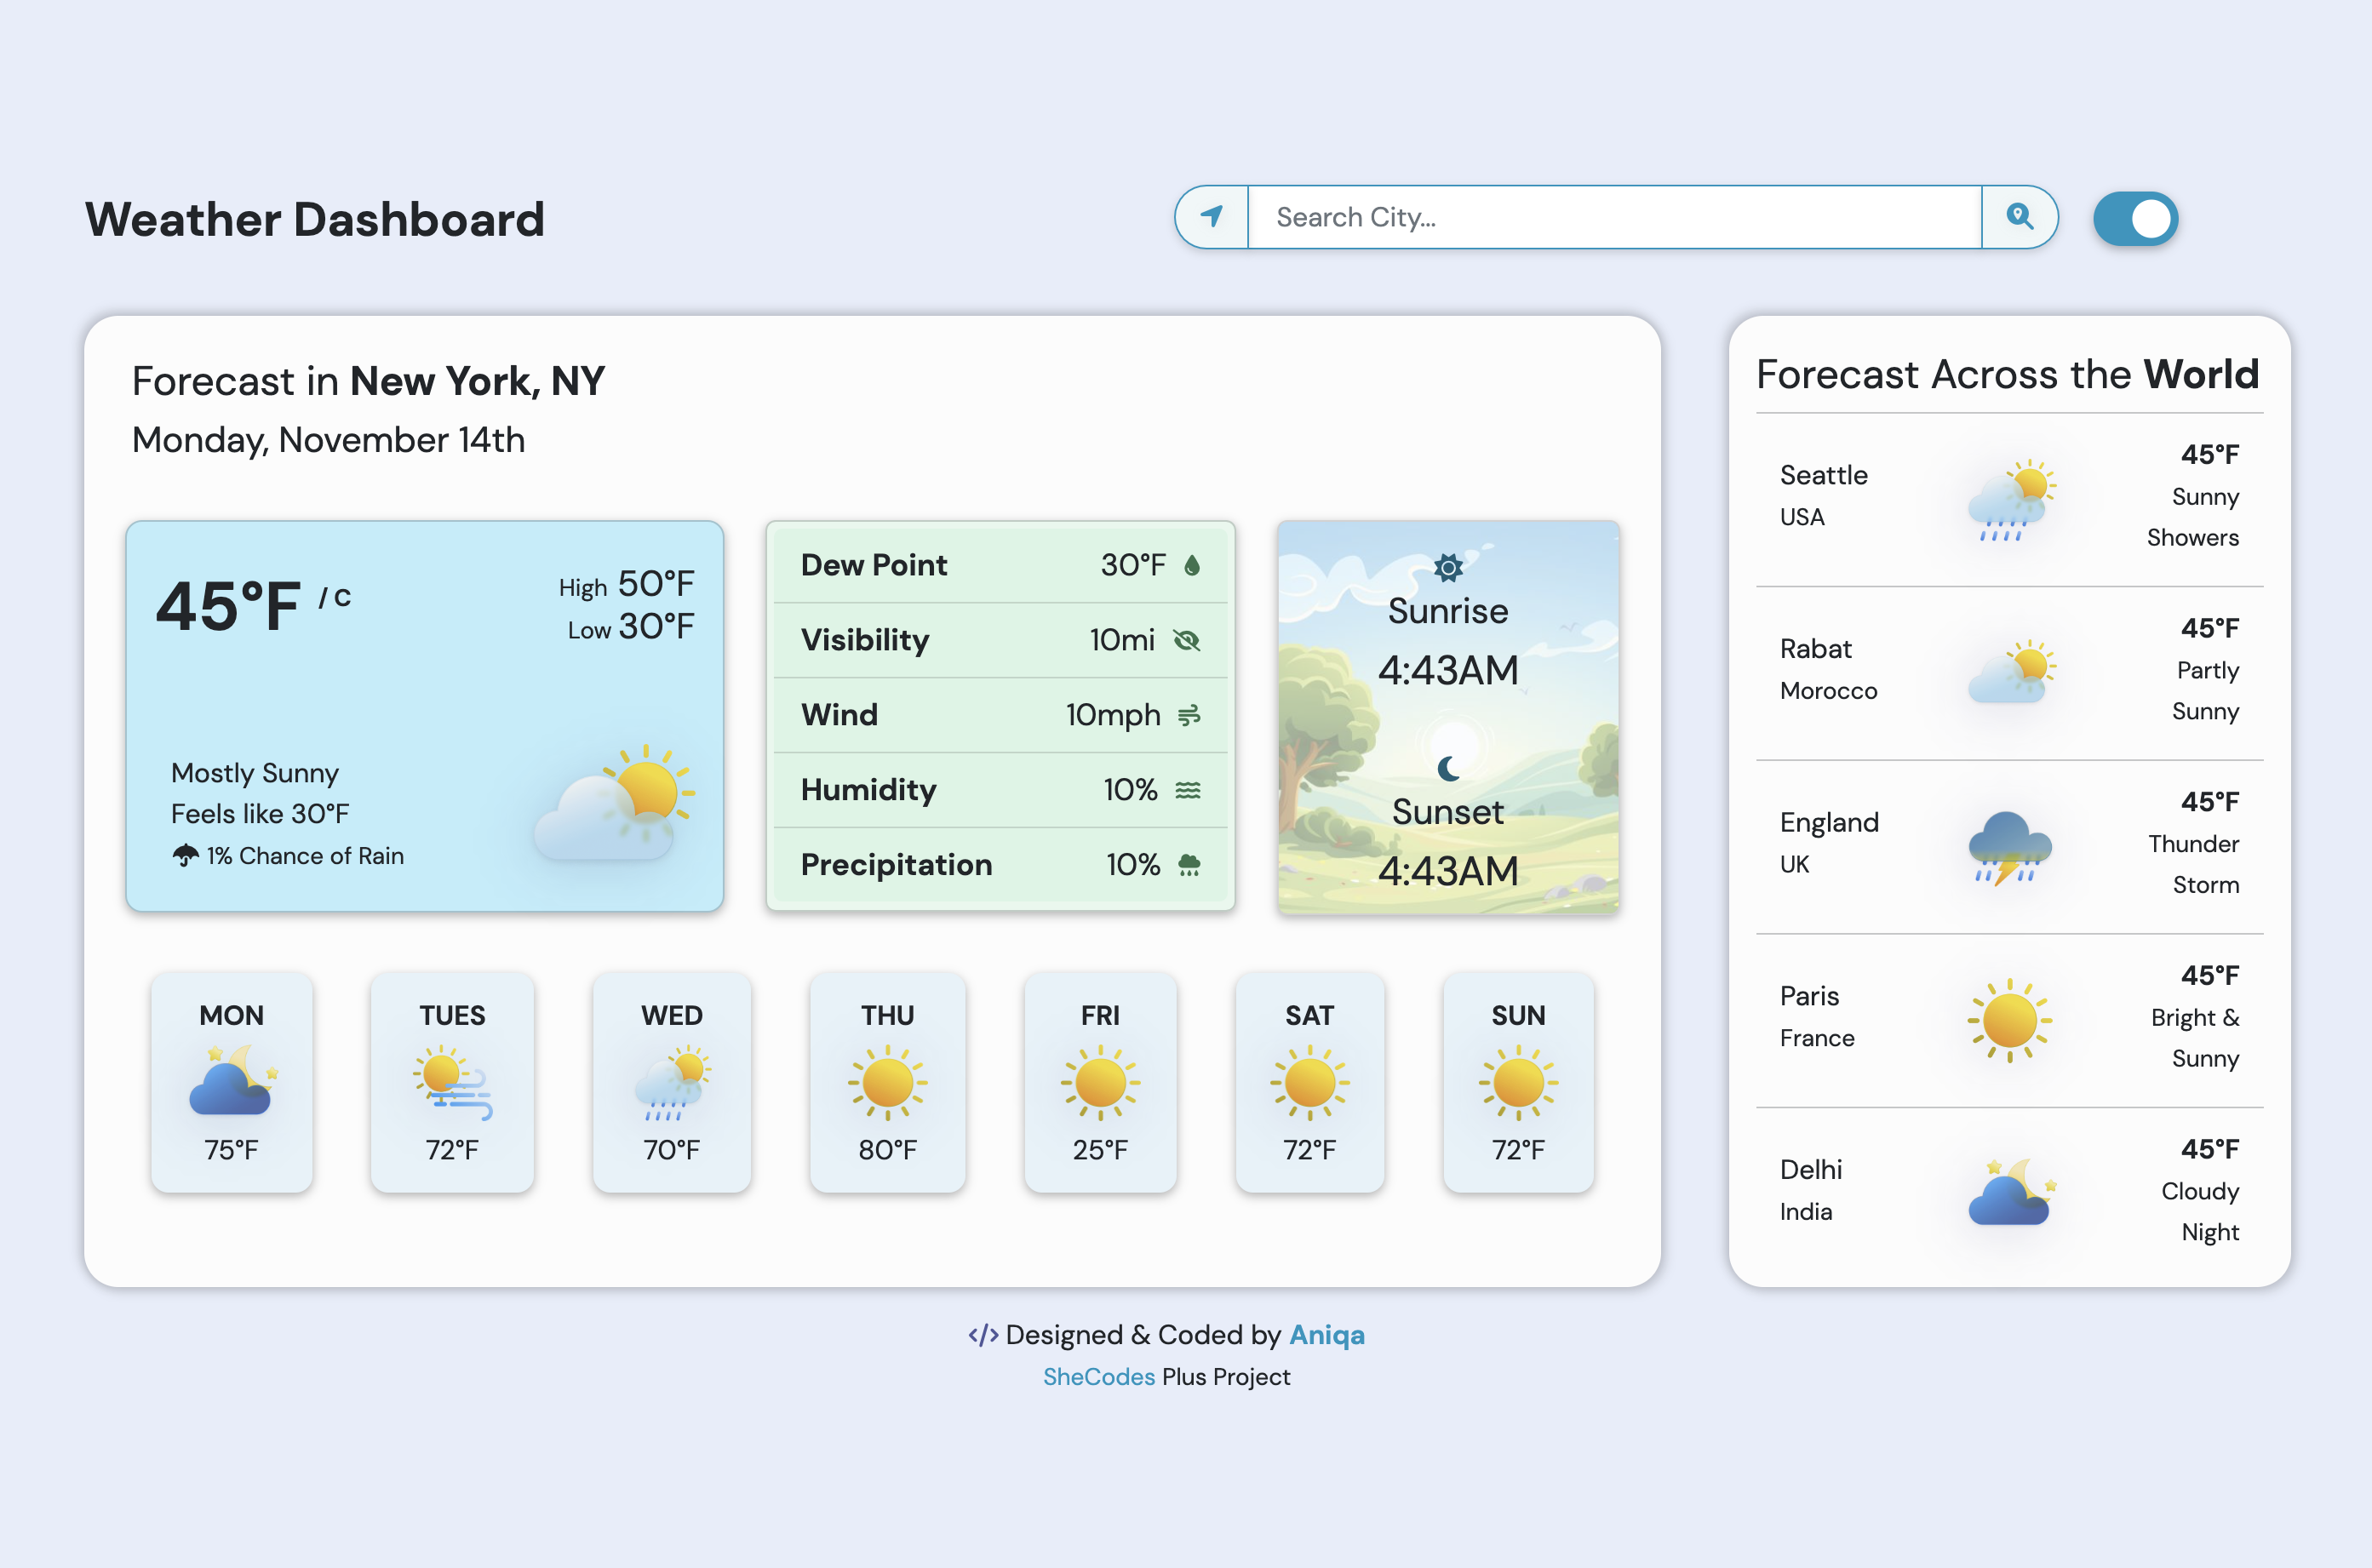 Weather Dashboard
Search City...
Forecast in New York, NY
Monday, November 14th
45°F / C
High 50°F
Low 30°F
Mostly Sunny
Feels like 30°F
1% Chance of Rain
Dew Point 30°F
Visibility 10mi
Wind 10mph
Humidity 10%
Precipitation 10%
Sunrise
4:43AM
Sunset
4:43AM
MON
75°F
TUES
72°F
WED
70°F
THU
80°F
FRI
25°F
SAT
72°F
SUN
72°F
Forecast Across the World
Seattle
USA
45°F
Sunny
Showers
Rabat
Morocco
45°F
Partly
Sunny
England
UK
45°F
Thunder
Storm
Paris
France
45°F
Bright &
Sunny
Delhi
India
45°F
Cloudy
Night
</> Designed & Coded by Aniqa
SheCodes Plus Project